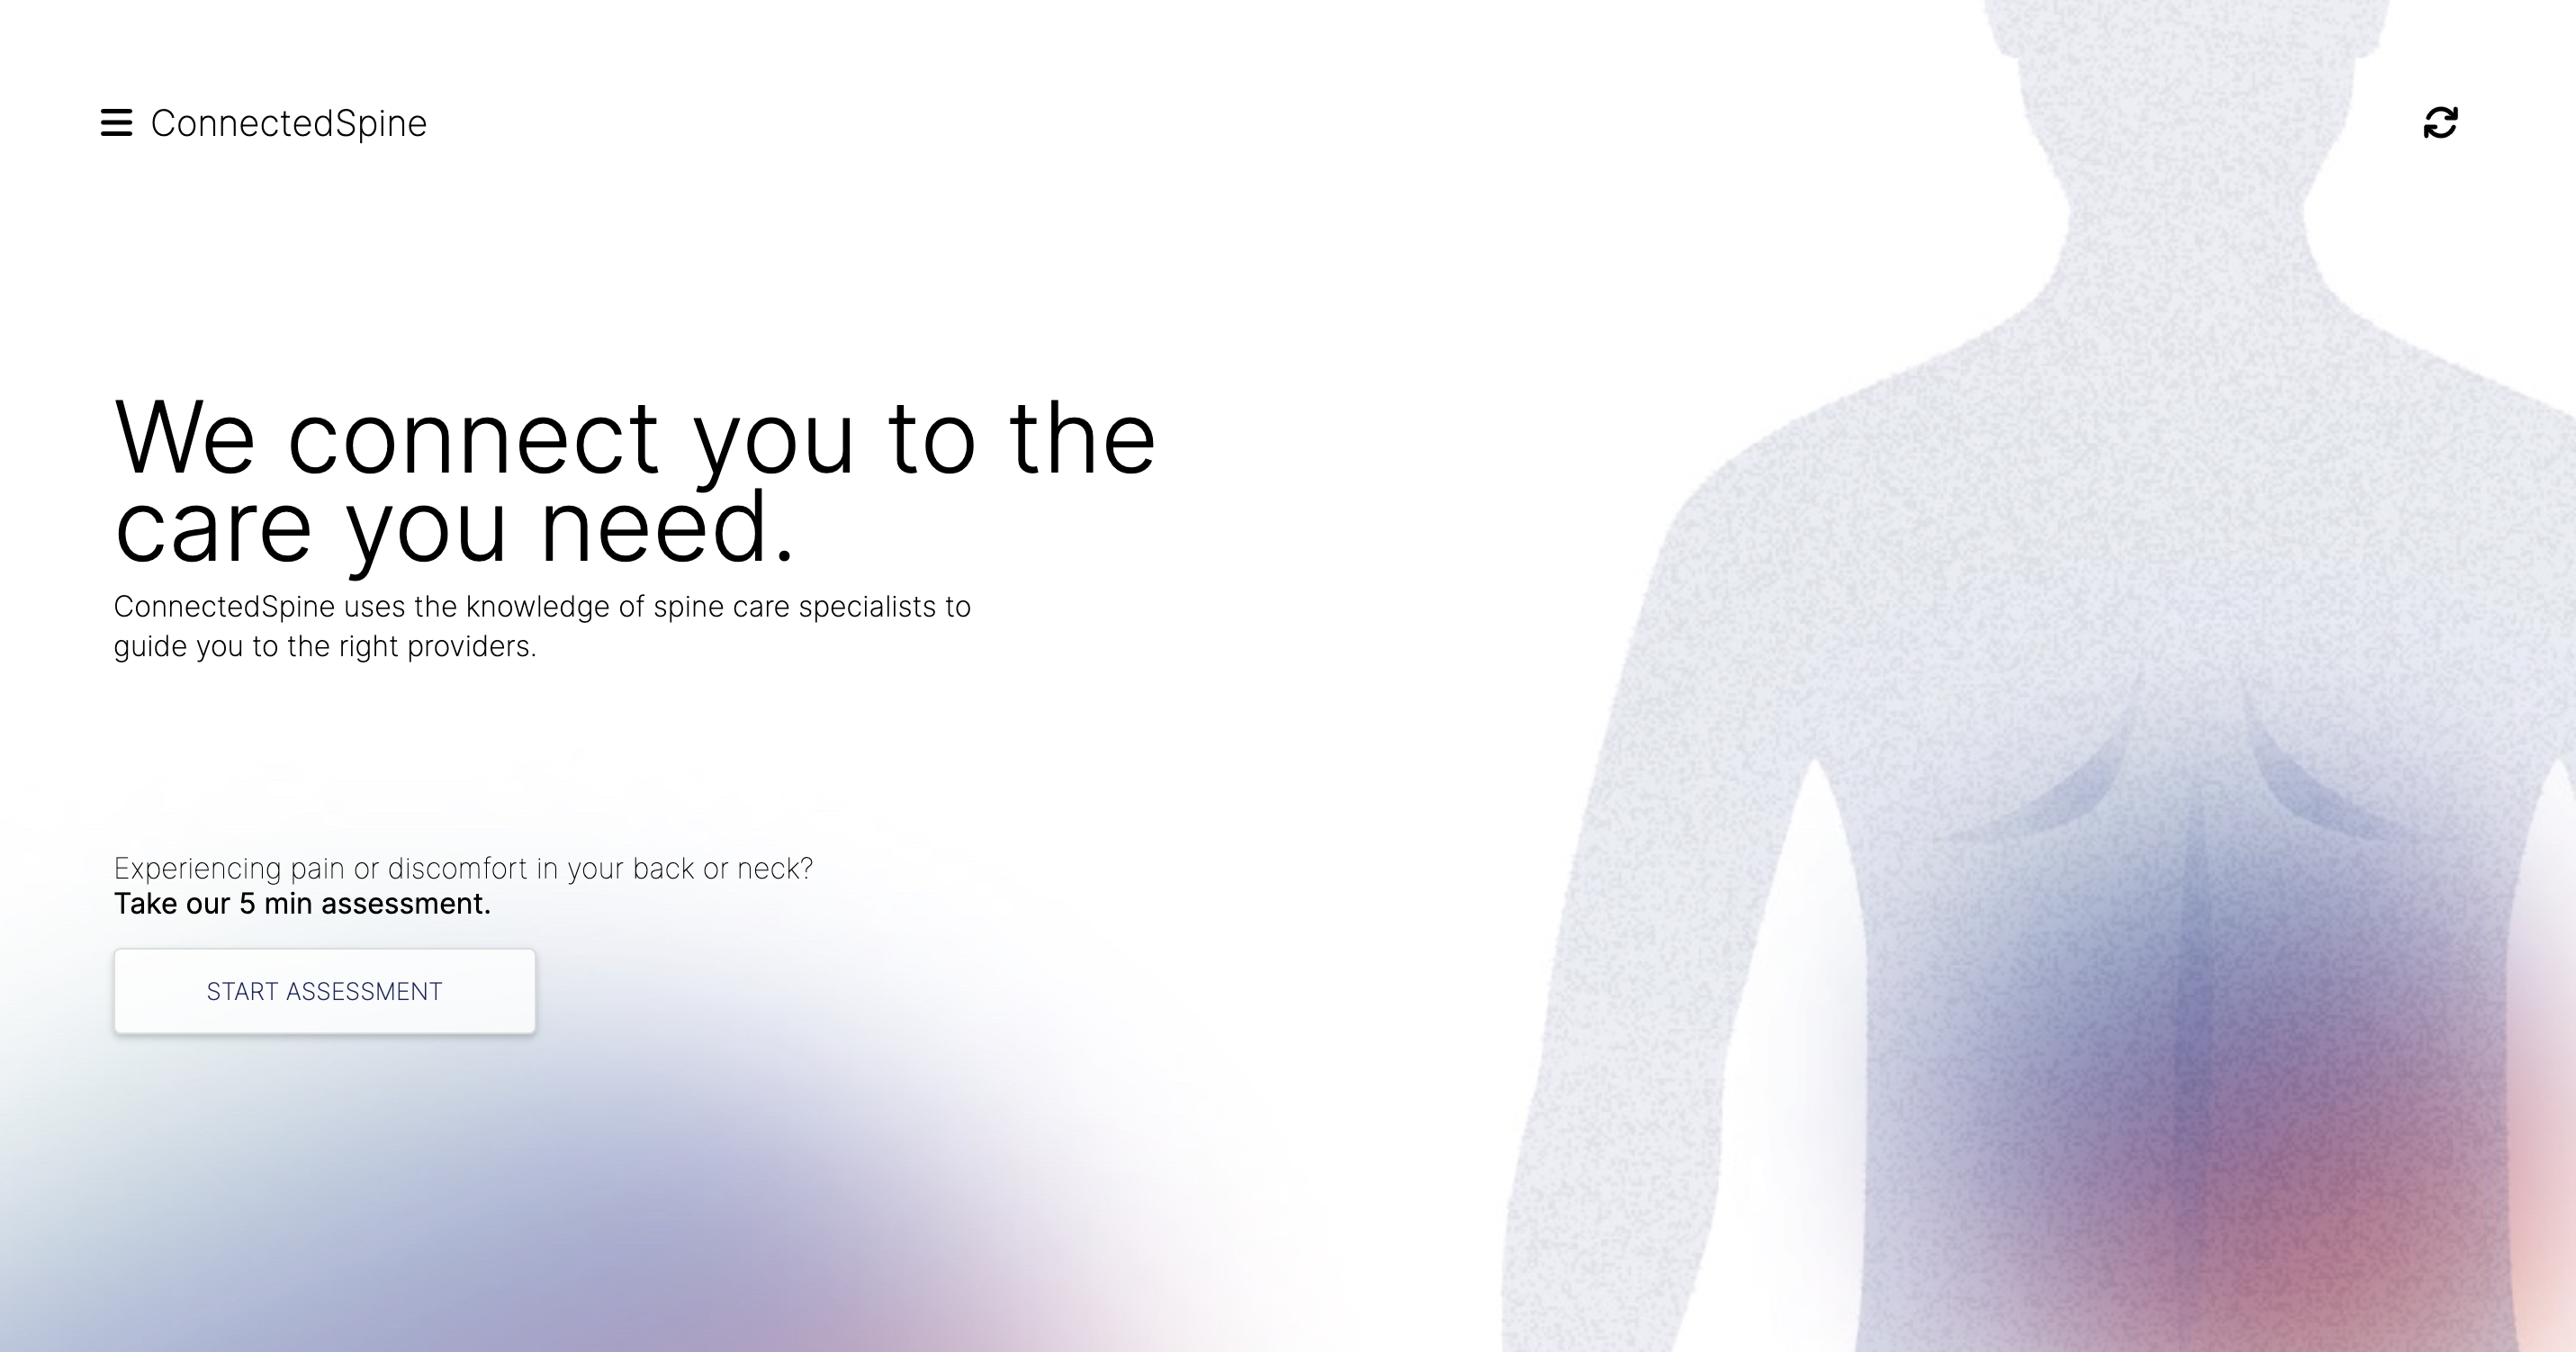 ConnectedSpine
We connect you to the
care you need.
ConnectedSpine uses the knowledge of spine care specialists to
guide you to the right providers.
Experiencing pain or discomfort in your back or neck?
Take our 5 min assessment.
START ASSESSMENT